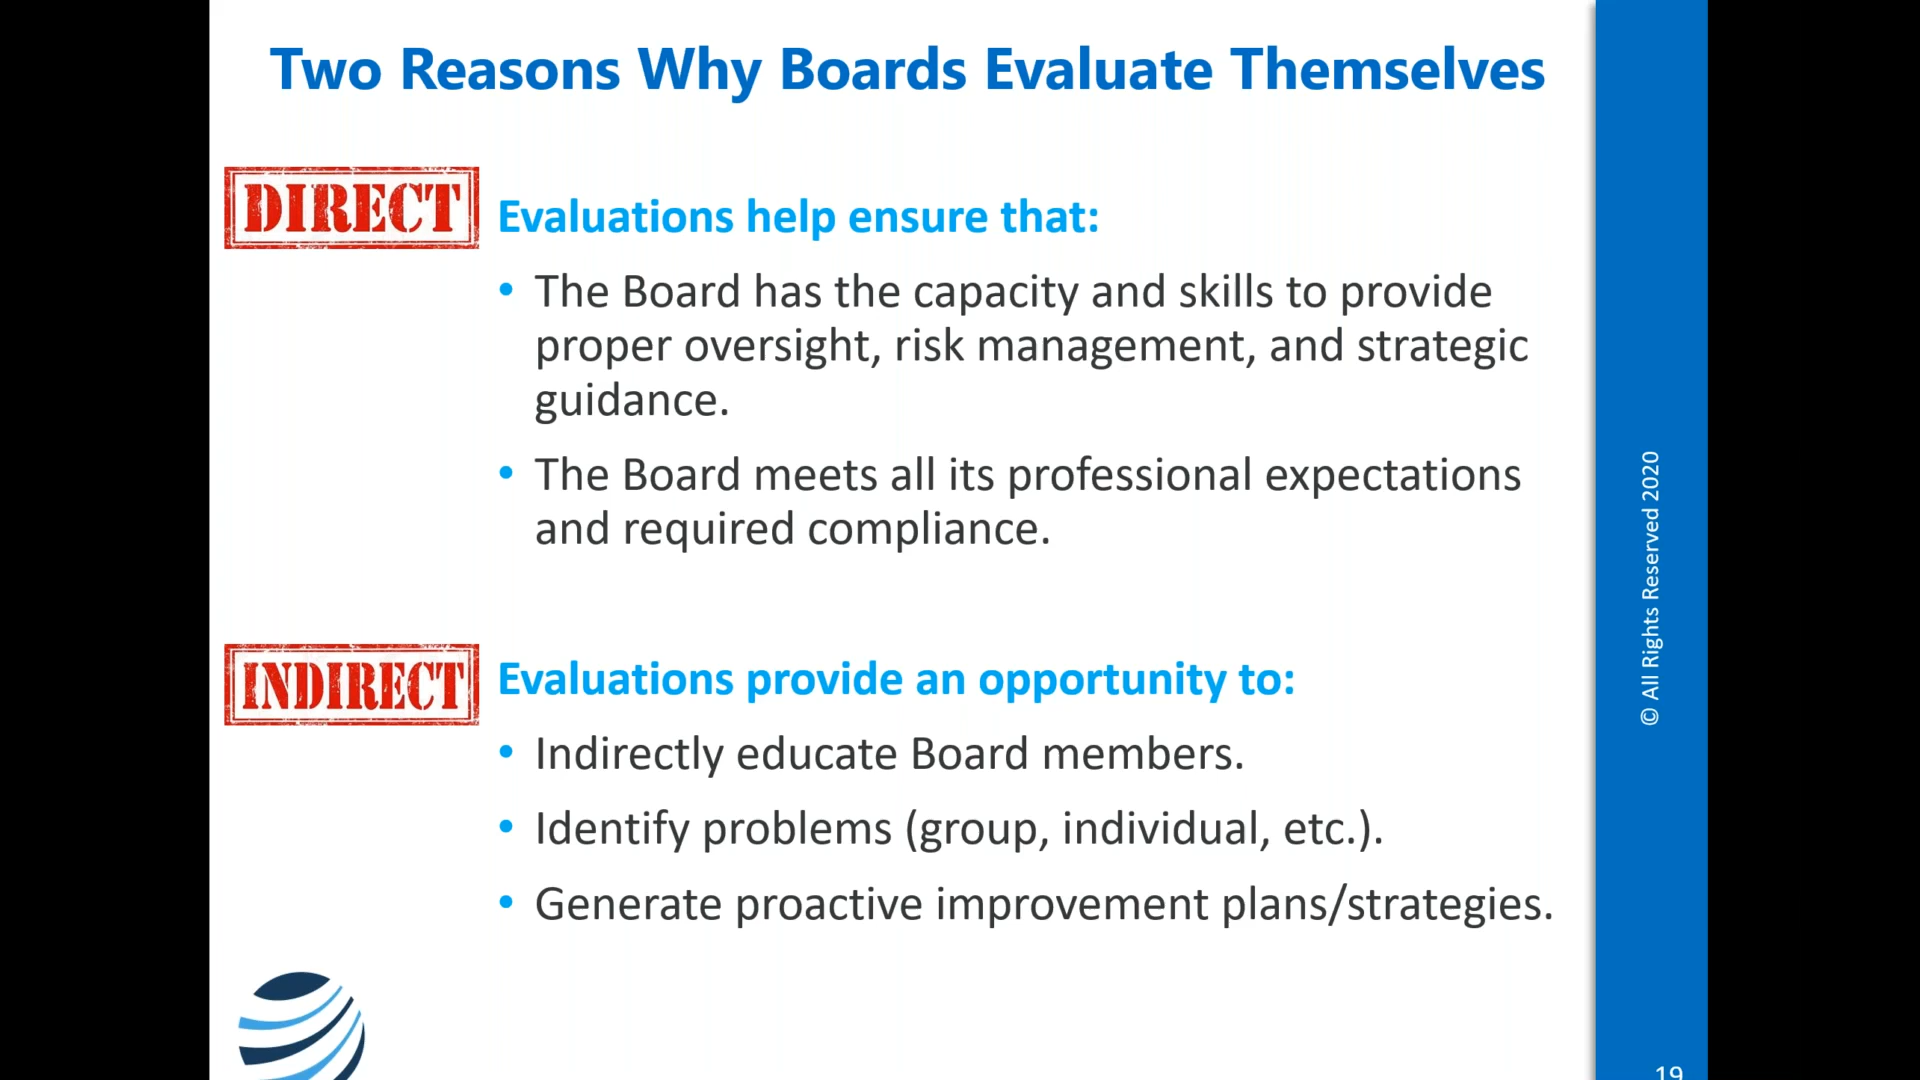 Two Reasons Why Boards Evaluate Themselves
DIRECT
Evaluations help ensure that:
• The Board has the capacity and skills to provide
proper oversight, risk management, and strategic
guidance.
• The Board meets all its professional expectations
and required compliance.
INDIRECT
Evaluations provide an opportunity to:
• Indirectly educate Board members.
• Identify problems (group, individual, etc.).
• Generate proactive improvement plans/strategies.
© All Rights Reserved 2020
19